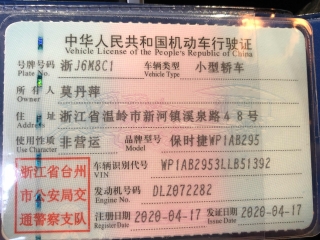 中华人民共和国机动车行驶证
Vehicle License of the People's Republic of China
号牌号码 浙J6M8C1 车辆类型 小型轿车
Plate No. Vehicle Type
所有人 莫丹萍
Owner
住址 浙江省温岭市新河镇溪泉路48号
Address
使用性质 非营运 品牌型号 保时捷WP1AB295
Use Character Model
浙江省台州 车辆识别代号 WP1AB2953LLB51392
VIN
市公安局交 发动机号码 DLZ072282
Engine No.
通警察支队 注册日期 2020-04-17 发证日期 2020-04-17
Register Date Issue Date